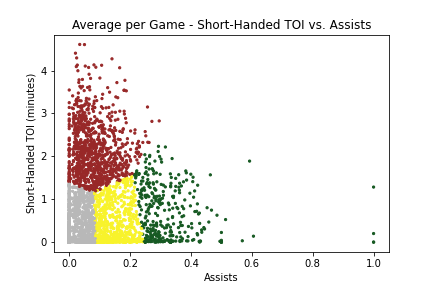 Average per Game - Short-Handed TOI vs. Assists
Short-Handed TOI (minutes)
4
3
2
1
0
0.0 0.2 0.4 0.6 0.8 1.0
Assists